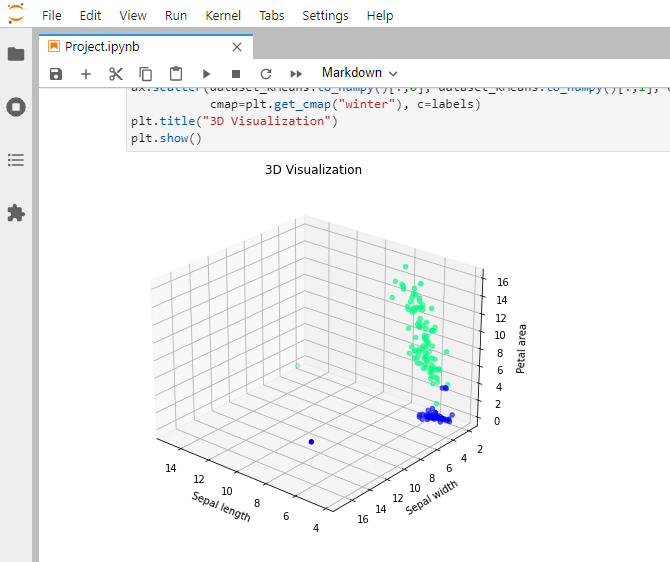 File Edit View Run Kernel Tabs Settings Help
Project.ipynb
Markdown
ax.scatter(dataset_kmeans.to_numpy()[:,0], dataset_kmeans.to_numpy()[:,1],
cmap=plt.get_cmap("winter"), c=labels)
plt.title("3D Visualization")
plt.show()
3D Visualization
16
14
12
10
8
6
4
2
0
Petal area
14 12 10 8 6 4
Sepal length
16 14 12 10 8 6 4 2
Sepal width